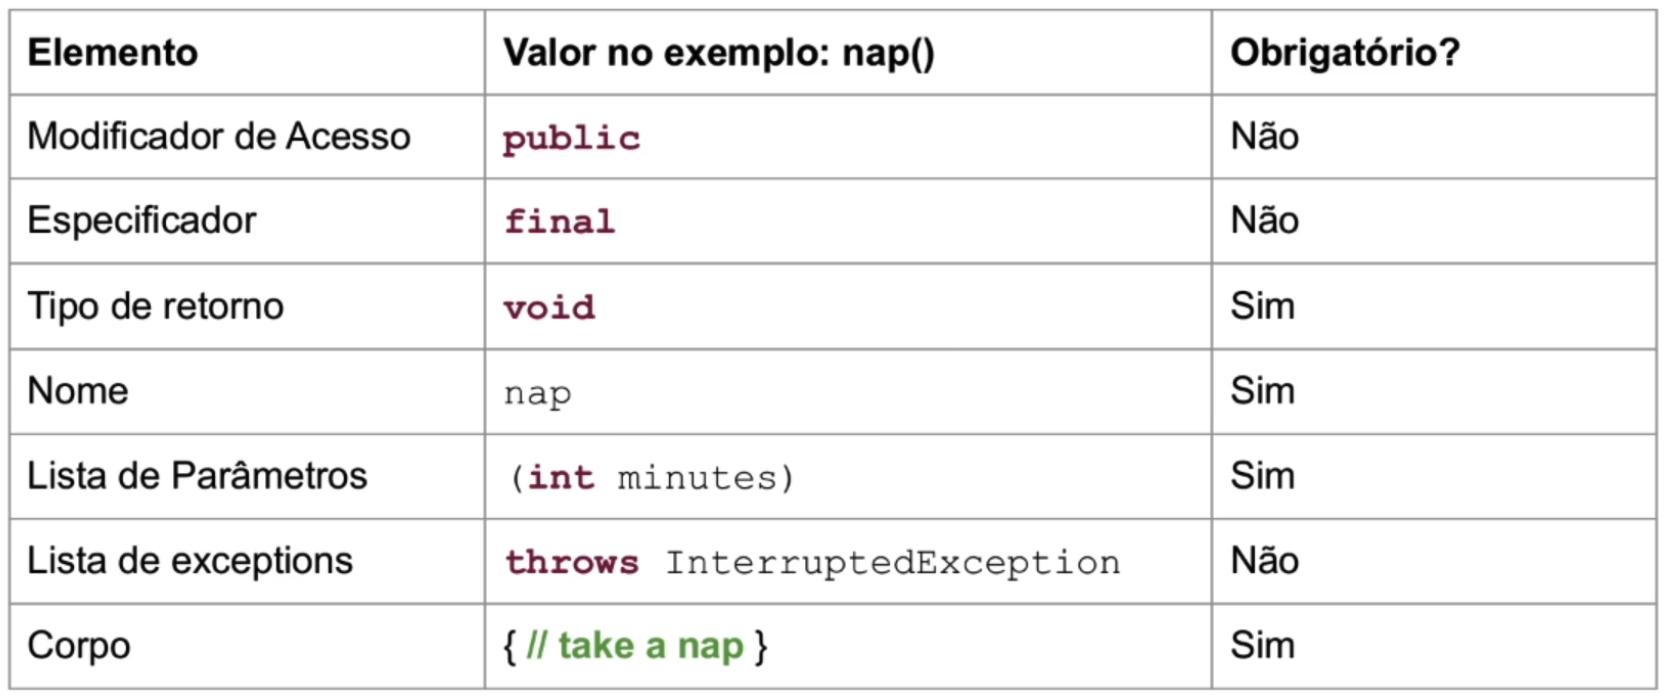 Elemento Valor no exemplo: nap() Obrigatório?
Modificador de Acesso public Não
Especificador final Não
Tipo de retorno void Sim
Nome nap Sim
Lista de Parâmetros (int minutes) Sim
Lista de exceptions throws InterruptedException Não
Corpo { // take a nap } Sim